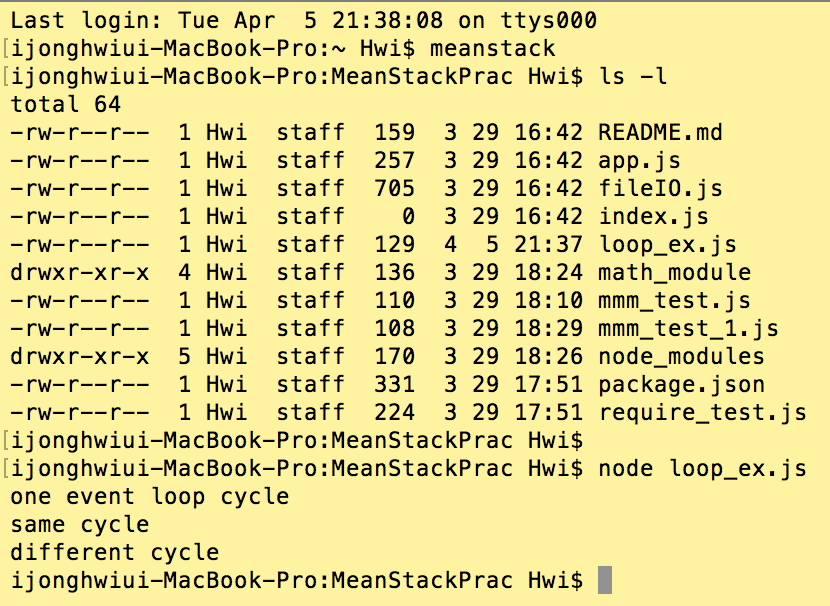 Last login: Tue Apr  5 21:38:08 on ttys000
[ijonghwiui-MacBook-Pro:~ Hwi$ meanstack
[ijonghwiui-MacBook-Pro:MeanStackPrac Hwi$ ls -l
total 64
-rw-r--r--  1 Hwi  staff  159  3 29 16:42 README.md
-rw-r--r--  1 Hwi  staff  257  3 29 16:42 app.js
-rw-r--r--  1 Hwi  staff  705  3 29 16:42 fileIO.js
-rw-r--r--  1 Hwi  staff    0  3 29 16:42 index.js
-rw-r--r--  1 Hwi  staff  129  4  5 21:37 loop_ex.js
drwxr-xr-x  4 Hwi  staff  136  3 29 18:24 math_module
-rw-r--r--  1 Hwi  staff  110  3 29 18:10 mmm_test.js
-rw-r--r--  1 Hwi  staff  108  3 29 18:29 mmm_test_1.js
drwxr-xr-x  5 Hwi  staff  170  3 29 18:26 node_modules
-rw-r--r--  1 Hwi  staff  331  3 29 17:51 package.json
-rw-r--r--  1 Hwi  staff  224  3 29 17:51 require_test.js
[ijonghwiui-MacBook-Pro:MeanStackPrac Hwi$
[ijonghwiui-MacBook-Pro:MeanStackPrac Hwi$ node loop_ex.js
one event loop cycle
same cycle
different cycle
ijonghwiui-MacBook-Pro:MeanStackPrac Hwi$